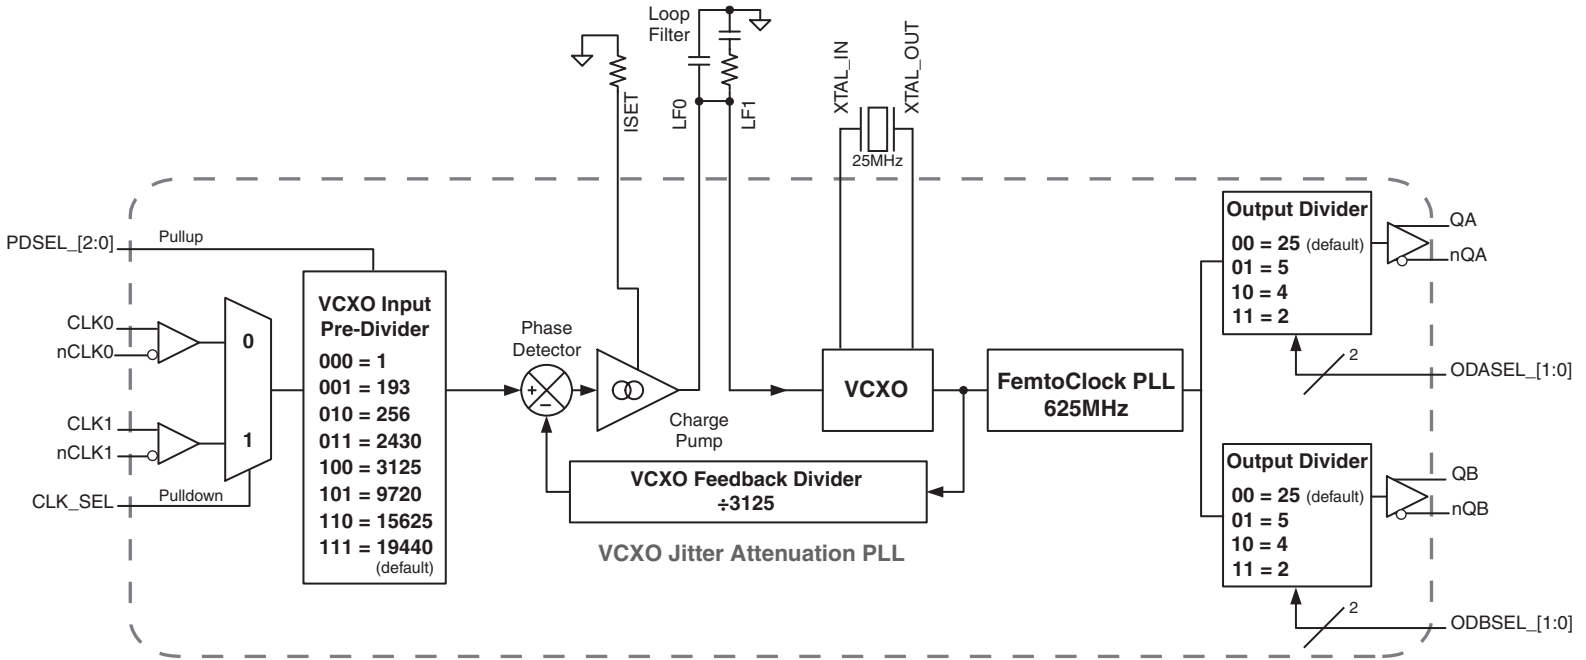 Loop
Filter
ISET
LF0
LF1
XTAL_IN
XTAL_OUT
25MHz
PDSEL_[2:0]
Pullup
CLK0
nCLK0
CLK1
nCLK1
CLK_SEL
Pulldown
0
1
VCXO Input
Pre-Divider
000 = 1
001 = 193
010 = 256
011 = 2430
100 = 3125
101 = 9720
110 = 15625
111 = 19440
(default)
Phase
Detector
+
–
Charge
Pump
VCXO
FemtoClock PLL
625MHz
VCXO Feedback Divider
÷3125
VCXO Jitter Attenuation PLL
Output Divider
00 = 25 (default)
01 = 5
10 = 4
11 = 2
QA
nQA
2
ODASEL_[1:0]
Output Divider
00 = 25 (default)
01 = 5
10 = 4
11 = 2
QB
nQB
2
ODBSEL_[1:0]